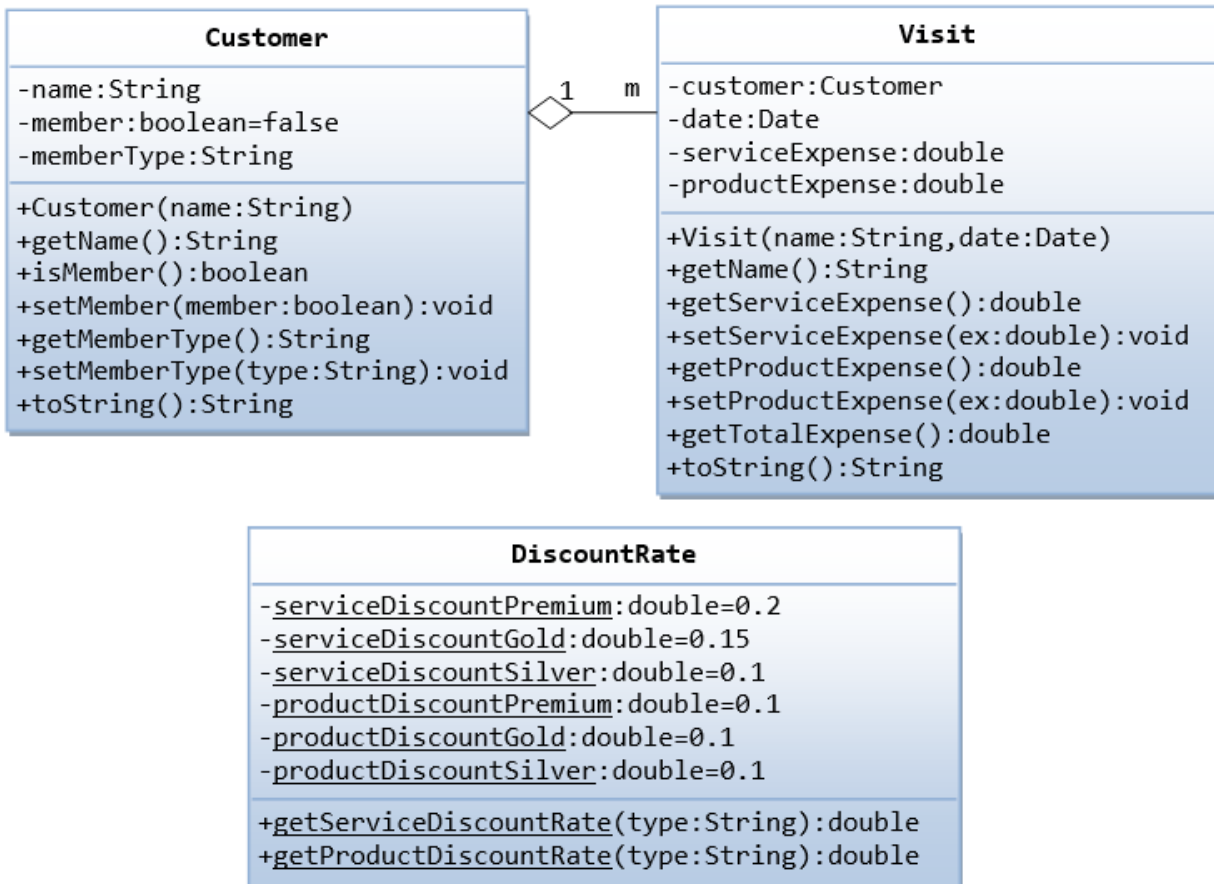 Customer
-name:String
-member:boolean=false
-memberType:String
+Customer(name:String)
+getName():String
+isMember():boolean
+setMember(member:boolean):void
+getMemberType():String
+setMemberType(type:String):void
+toString():String
1 m
Visit
-customer:Customer
-date:Date
-serviceExpense:double
-productExpense:double
+Visit(name:String,date:Date)
+getName():String
+getServiceExpense():double
+setServiceExpense(ex:double):void
+getProductExpense():double
+setProductExpense(ex:double):void
+getTotalExpense():double
+toString():String
DiscountRate
-serviceDiscountPremium:double=0.2
-serviceDiscountGold:double=0.15
-serviceDiscountSilver:double=0.1
-productDiscountPremium:double=0.1
-productDiscountGold:double=0.1
-productDiscountSilver:double=0.1
+getServiceDiscountRate(type:String):double
+getProductDiscountRate(type:String):double